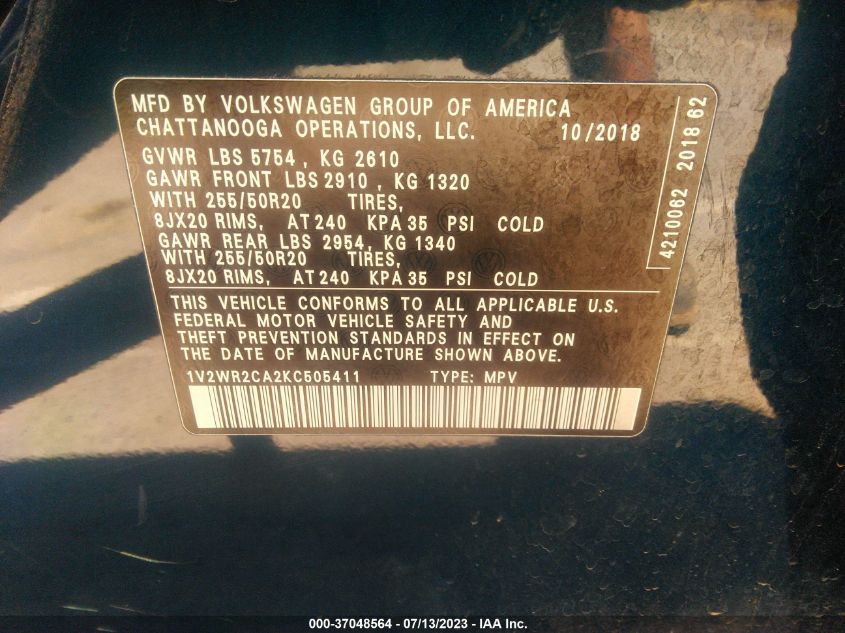 MFD BY VOLKSWAGEN GROUP OF AMERICA
CHATTANOOGA OPERATIONS, LLC. 10/2018
GVWR LBS 5754, KG 2610
GAWR FRONT LBS 2910, KG 1320
WITH 255/50R20 TIRES,
8JX20 RIMS, AT 240 KPA 35 PSI COLD
GAWR REAR LBS 2954, KG 1340
WITH 255/50R20 TIRES,
8JX20 RIMS, AT 240 KPA 35 PSI COLD
4210062 2018 62
THIS VEHICLE CONFORMS TO ALL APPLICABLE U.S.
FEDERAL MOTOR VEHICLE SAFETY AND
THEFT PREVENTION STANDARDS IN EFFECT ON
THE DATE OF MANUFACTURE SHOWN ABOVE.
1V2WR2CA2KC505411 TYPE: MPV
000-37048564 - 07/13/2023 - IAA Inc.